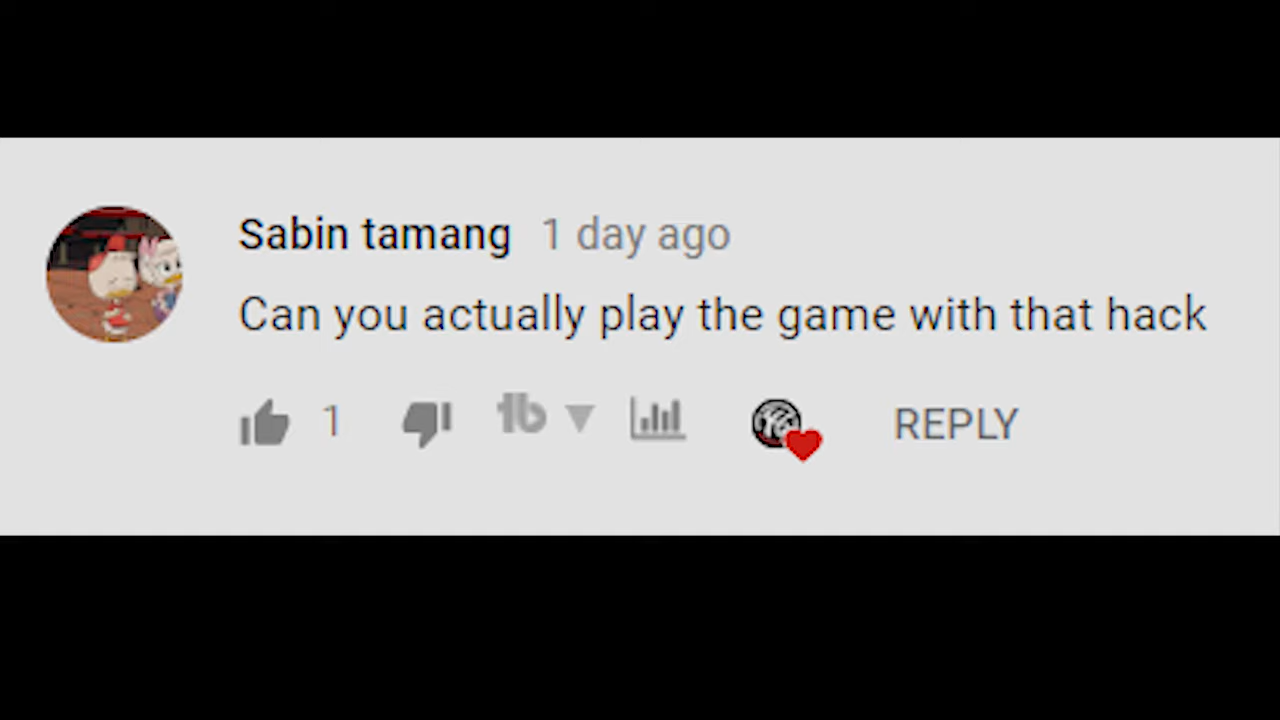 Sabin tamang 1 day ago
Can you actually play the game with that hack
1 REPLY